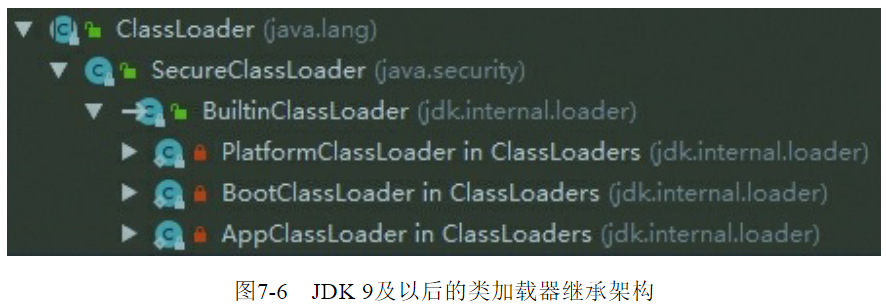 ClassLoader (java.lang)
SecureClassLoader (java.security)
BuiltinClassLoader (jdk.internal.loader)
PlatformClassLoader in ClassLoaders (jdk.internal.loader)
BootClassLoader in ClassLoaders (jdk.internal.loader)
AppClassLoader in ClassLoaders (jdk.internal.loader)
图7-6 JDK 9及以后的类加载器继承架构